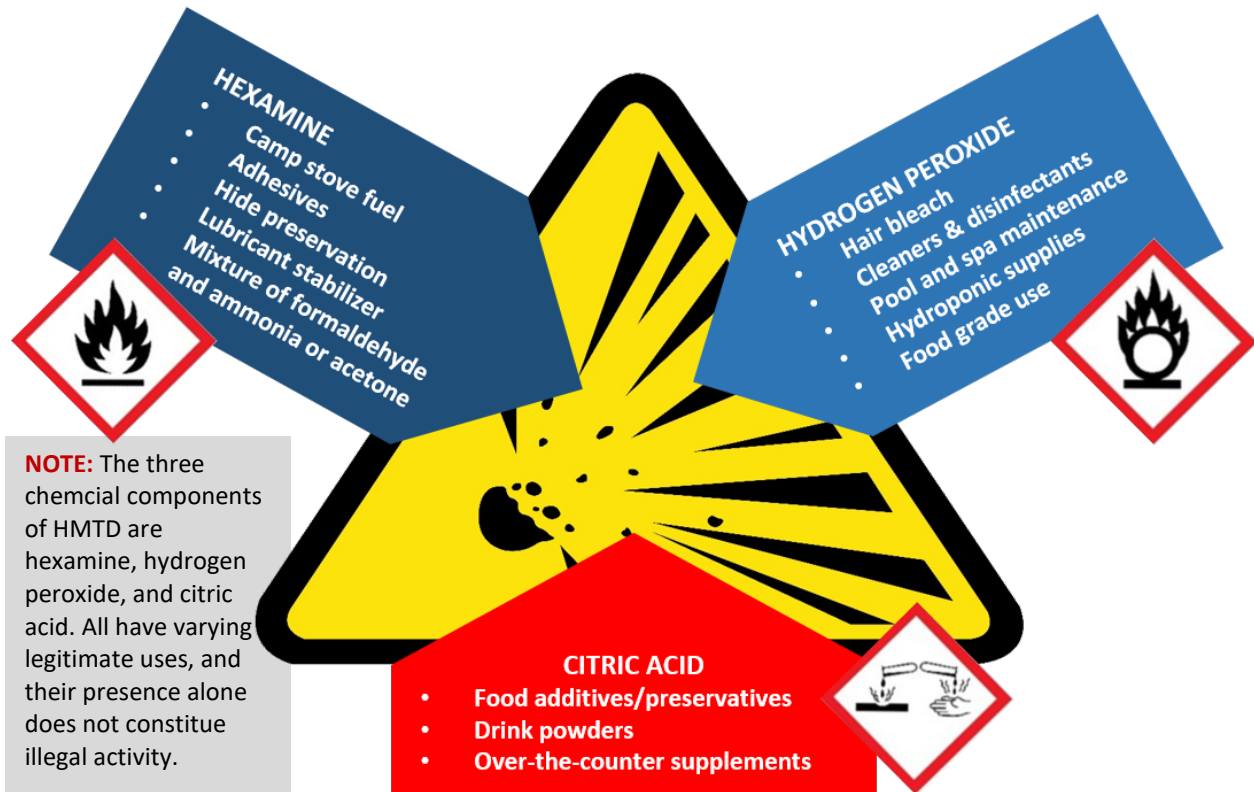 HEXAMINE
• Camp stove fuel
• Adhesives
• Hide preservation
• Lubricant stabilizer
• Mixture of formaldehyde
and ammonia or acetone
HYDROGEN PEROXIDE
• Hair bleach
• Cleaners & disinfectants
• Pool and spa maintenance
• Hydroponic supplies
• Food grade use
NOTE: The three
chemcial components
of HMTD are
hexamine, hydrogen
peroxide, and citric
acid. All have varying
legitimate uses, and
their presence alone
does not constitue
illegal activity.
CITRIC ACID
• Food additives/preservatives
• Drink powders
• Over-the-counter supplements